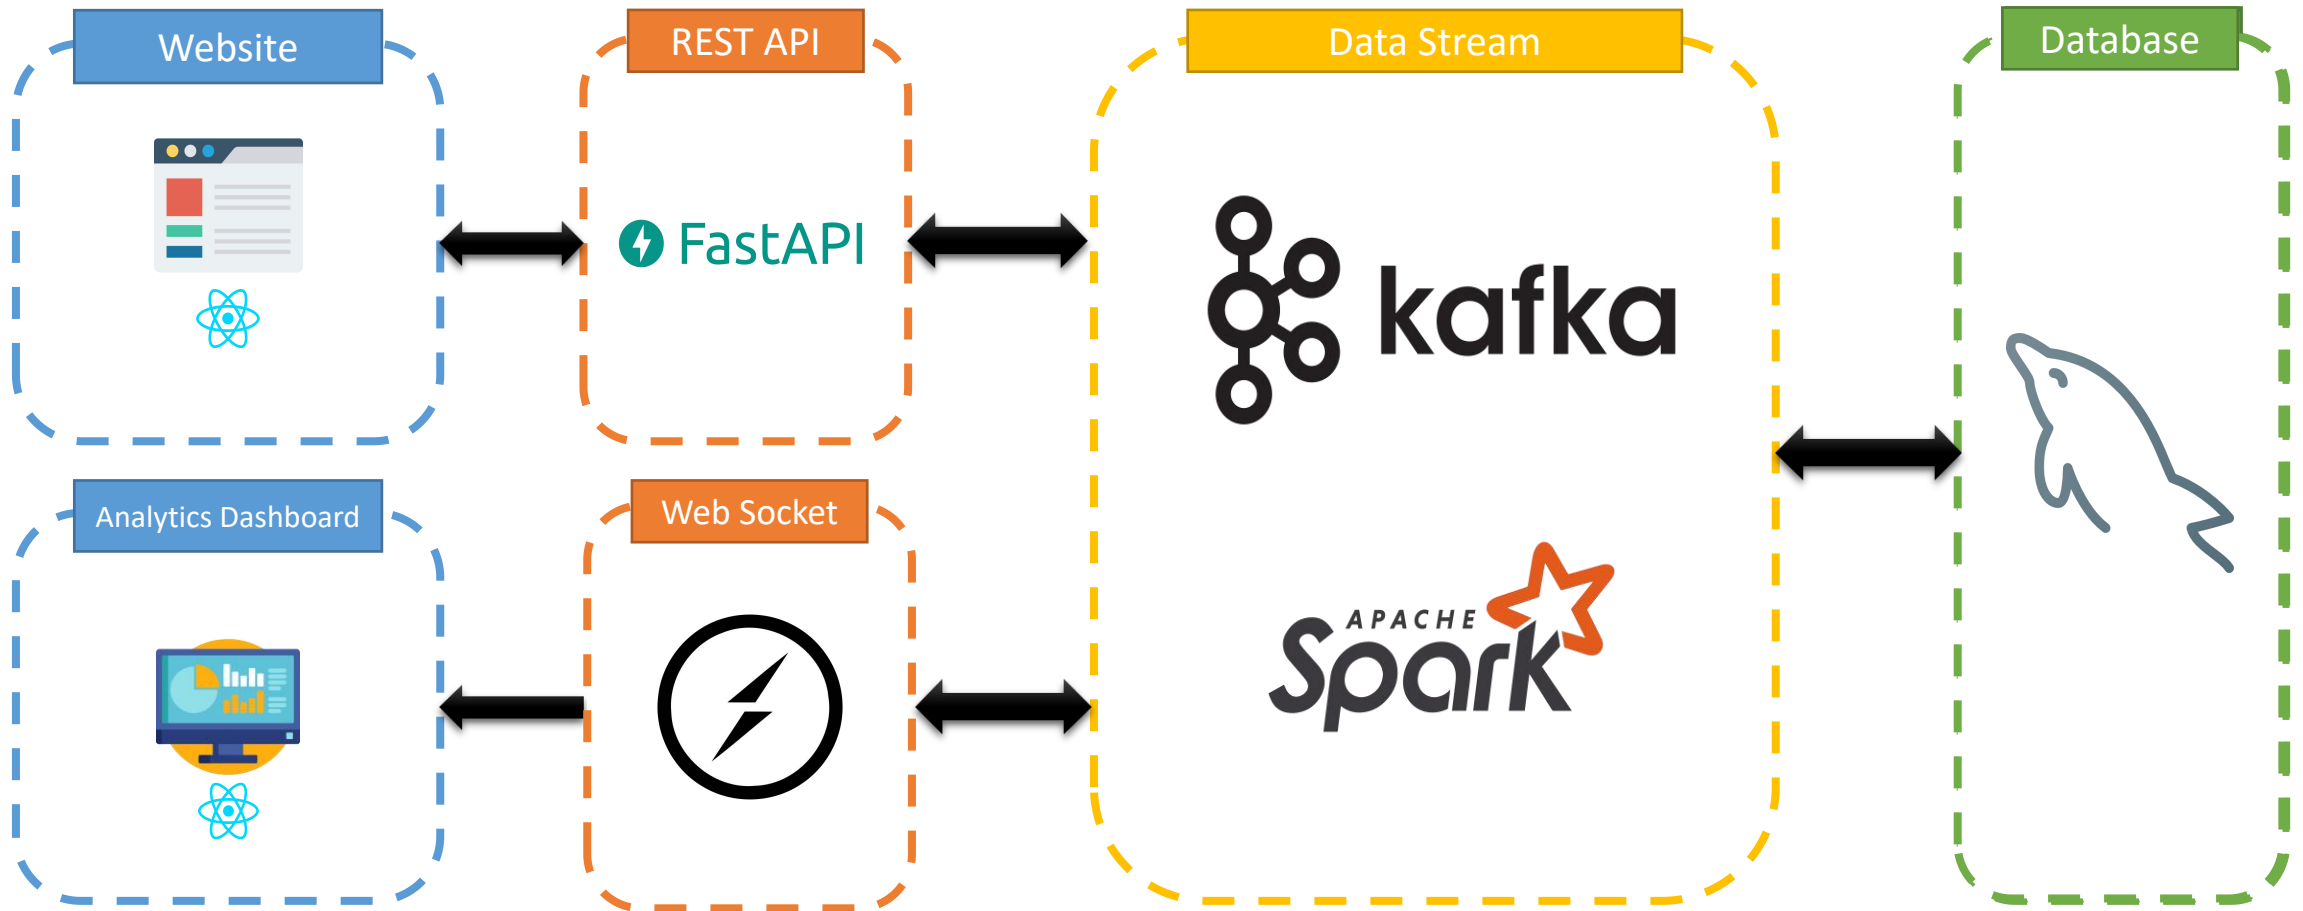 Website
REST API
Data Stream
Database
FastAPI
kafka
Analytics Dashboard
Web Socket
APACHE
Spark